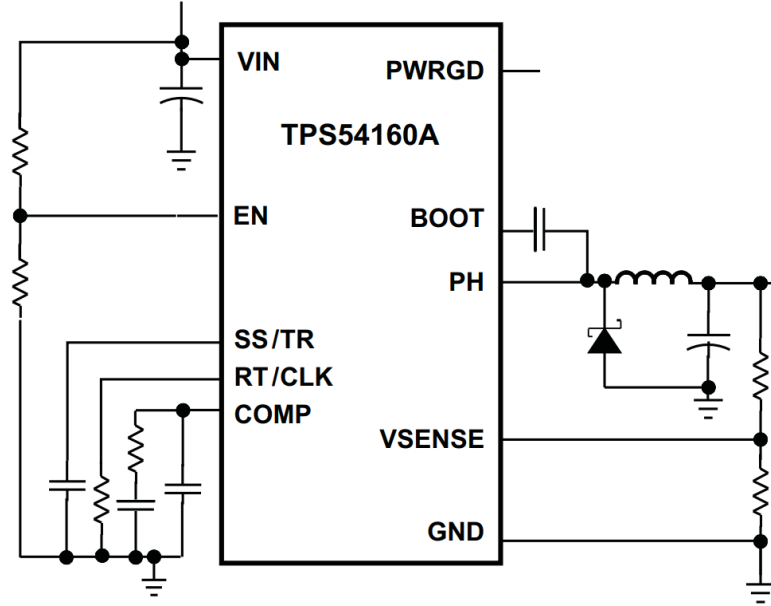 VIN
PWRGD
TPS54160A
EN
BOOT
PH
SS/TR
RT/CLK
COMP
VSENSE
GND